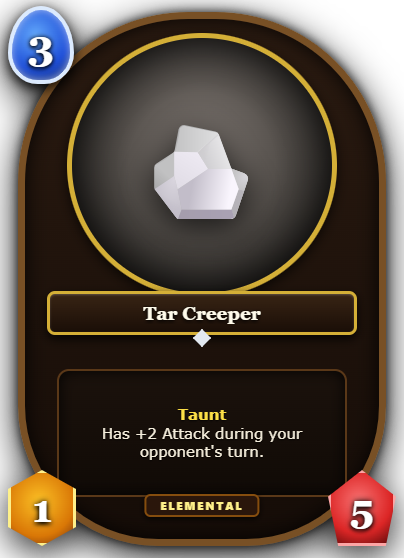 3
Tar Creeper
Taunt
Has +2 Attack during your
opponent's turn.
1
ELEMENTAL
5